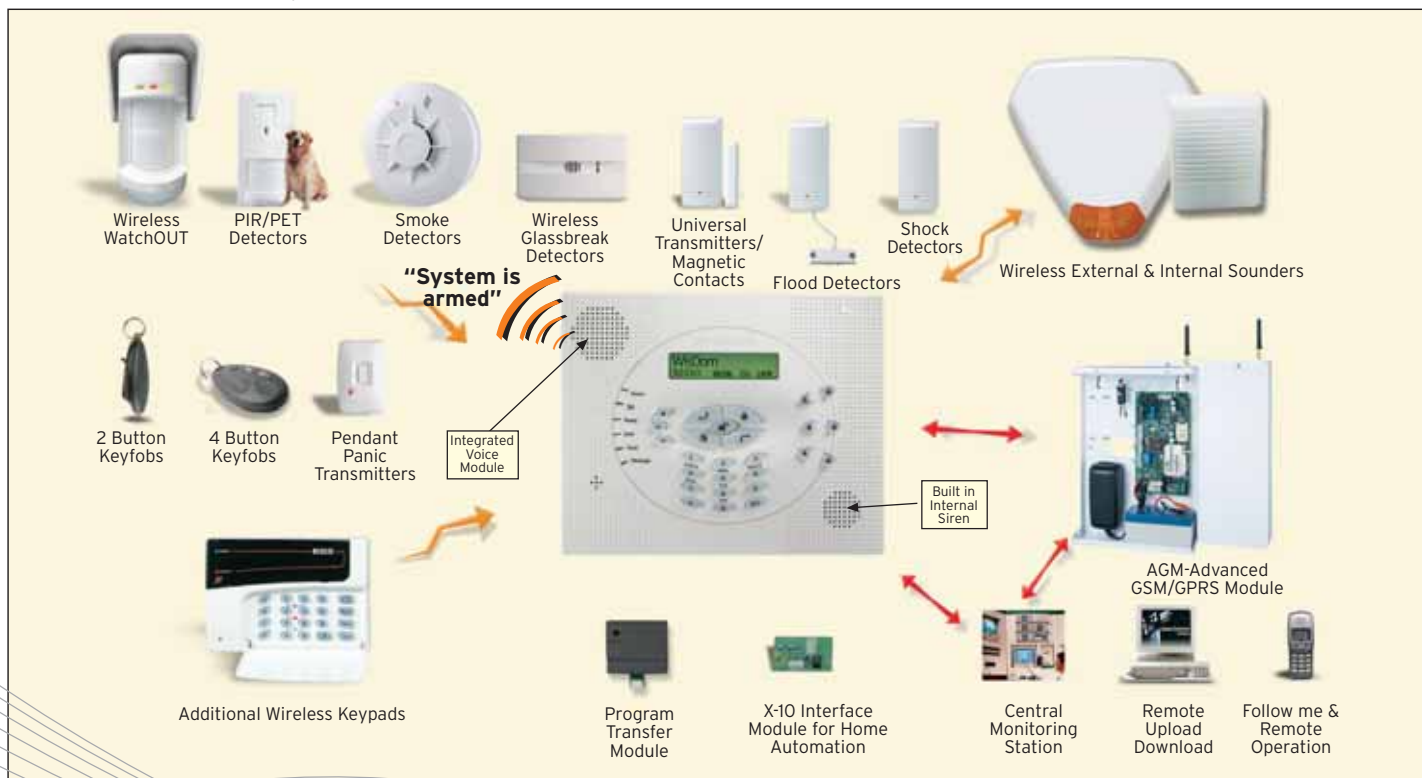 Wireless
WatchOUT
PIR/PET
Detectors
Smoke
Detectors
Wireless
Glassbreak
Detectors
Universal
Transmitters/
Magnetic
Contacts
Flood Detectors
Shock
Detectors
Wireless External & Internal Sounders
"System is
armed"
WisDom
2 Button
Keyfobs
4 Button
Keyfobs
Pendant
Panic
Transmitters
Integrated
Voice
Module
Built in
Internal
Siren
AGM-Advanced
GSM/GPRS Module
Additional Wireless Keypads
Program
Transfer
Module
X-10 Interface
Module for Home
Automation
Central
Monitoring
Station
Remote
Upload
Download
Follow me &
Remote
Operation